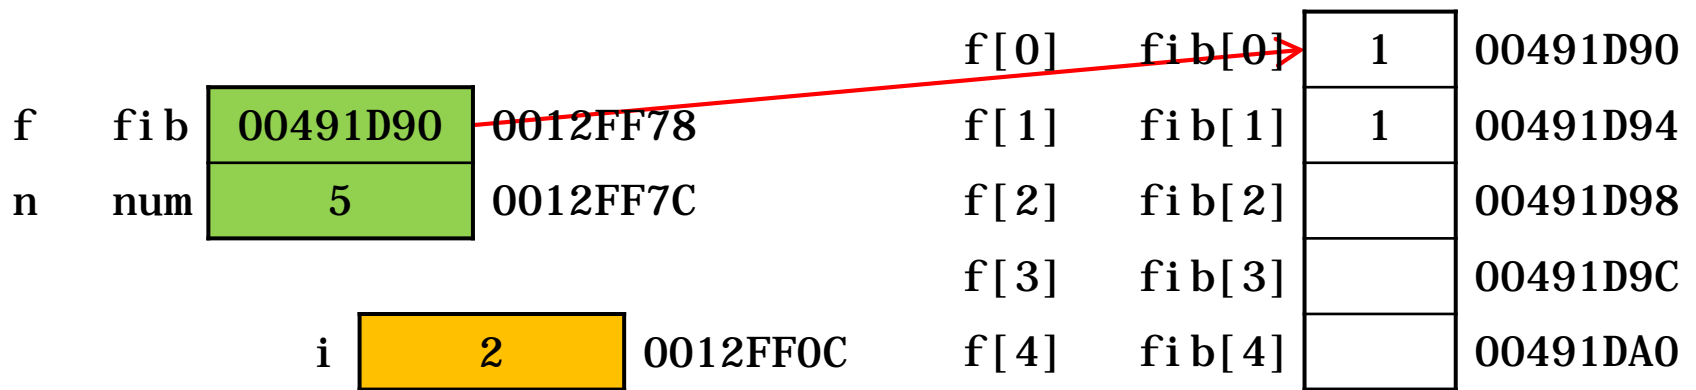 f[0] fib[0] 1 00491D90
f fib 00491D90 0012FF78 f[1] fib[1] 1 00491D94
n num 5 0012FF7C f[2] fib[2] 00491D98
f[3] fib[3] 00491D9C
i 2 0012FF0C f[4] fib[4] 00491DA0